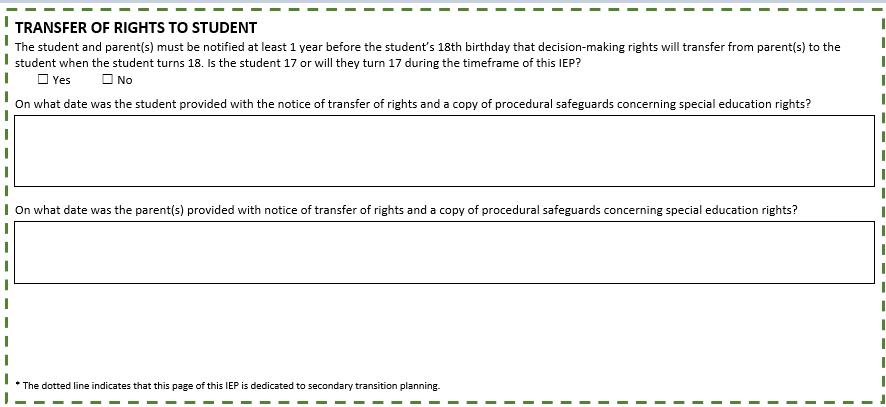 TRANSFER OF RIGHTS TO STUDENT
The student and parent(s) must be notified at least 1 year before the student’s 18th birthday that decision-making rights will transfer from parent(s) to the
student when the student turns 18. Is the student 17 or will they turn 17 during the timeframe of this IEP?
☐ Yes ☐ No
On what date was the student provided with the notice of transfer of rights and a copy of procedural safeguards concerning special education rights?
On what date was the parent(s) provided with notice of transfer of rights and a copy of procedural safeguards concerning special education rights?
* The dotted line indicates that this page of this IEP is dedicated to secondary transition planning.